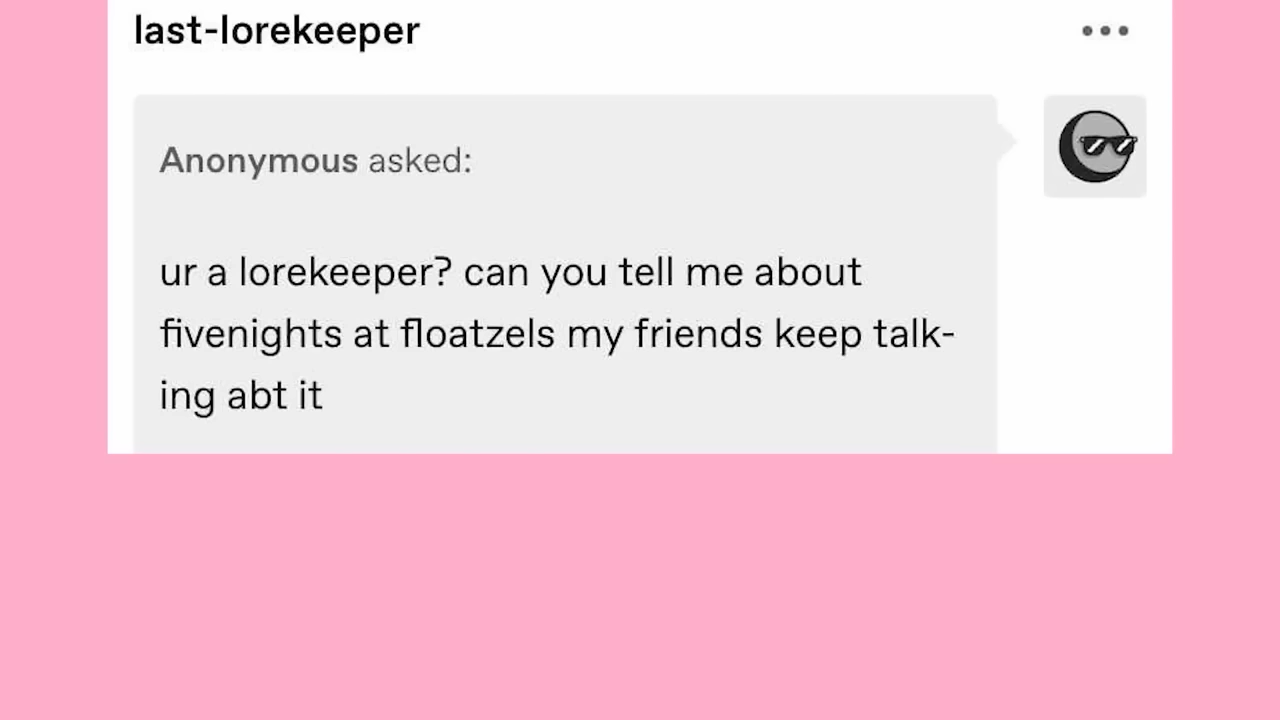 last-lorekeeper
Anonymous asked:
ur a lorekeeper? can you tell me about
fivenights at floatzels my friends keep talk-
ing abt it